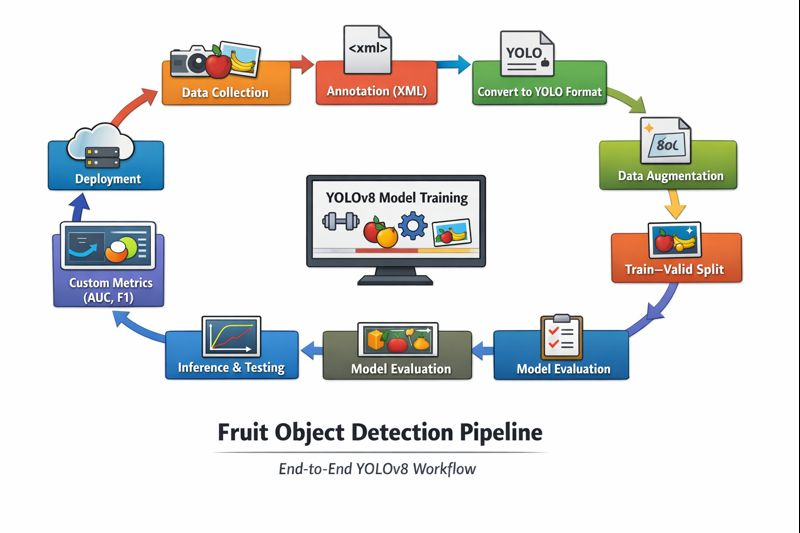 <xml>
YOLO
Data Collection
Annotation (XML)
Convert to YOLO Format
Deployment
YOLOv8 Model Training
Data Augmentation
Train—Valid Split
Custom Metrics
(AUC, F1)
Inference & Testing
Model Evaluation
Model Evaluation
Fruit Object Detection Pipeline
End-to-End YOLOv8 Workflow